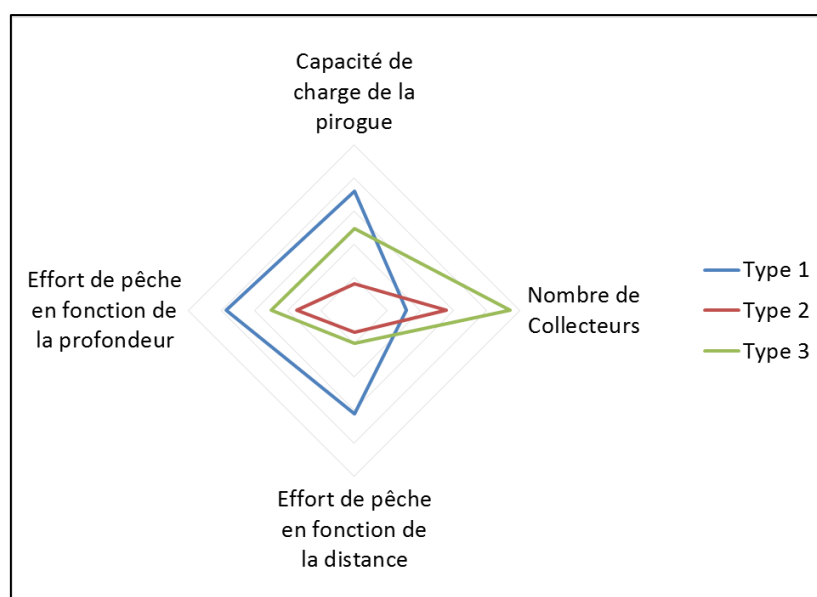 Capacité de
charge de la
pirogue
Effort de pêche
en fonction de
la profondeur
Nombre de
Collecteurs
Effort de pêche
en fonction de
la distance
Type 1
Type 2
Type 3